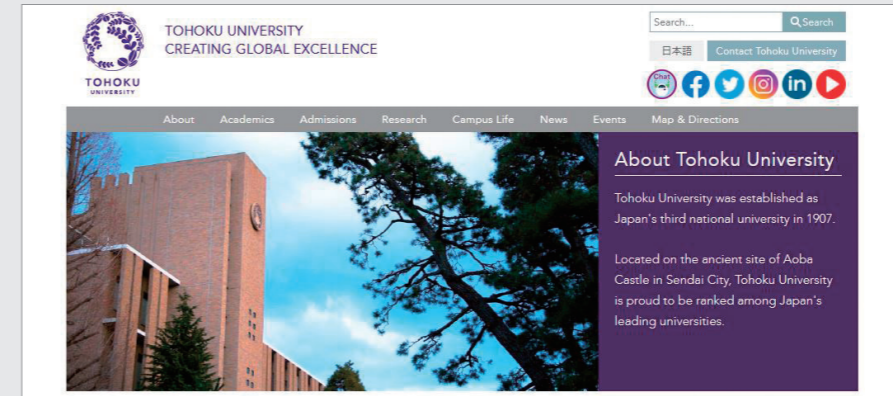 TOHOKU UNIVERSITY
CREATING GLOBAL EXCELLENCE
TOHOKU
UNIVERSITY
Search...
Search
日本語
Contact Tohoku University
Chat
f
in
About Academics Admissions Research Campus Life News Events Map & Directions
About Tohoku University
Tohoku University was established as
Japan's third national university in 1907.
Located on the ancient site of Aoba
Castle in Sendai City, Tohoku University
is proud to be ranked among Japan's
leading universities.